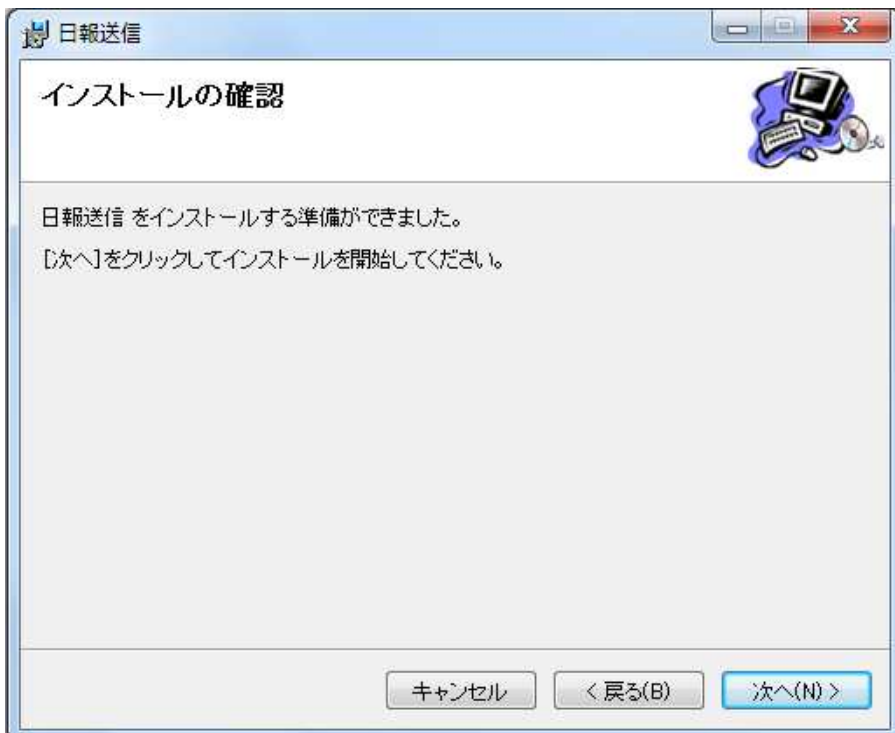 日報送信
インストールの確認
日報送信 をインストールする準備ができました。
[次へ]をクリックしてインストールを開始してください。
キャンセル
< 戻る(B)
次へ(N) >